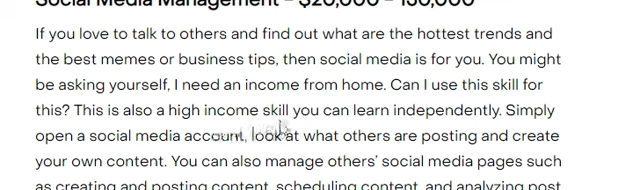 Social Media Management – $20,000 – 150,000
If you love to talk to others and find out what are the hottest trends and
the best memes or business tips, then social media is for you. You might
be asking yourself, I need an income from home. Can I use this skill for
this? This is also a high income skill you can learn independently. Simply
open a social media account, look at what others are posting and create
your own content. You can also manage others’ social media pages such
as creating and posting content, scheduling content, and analyzing post